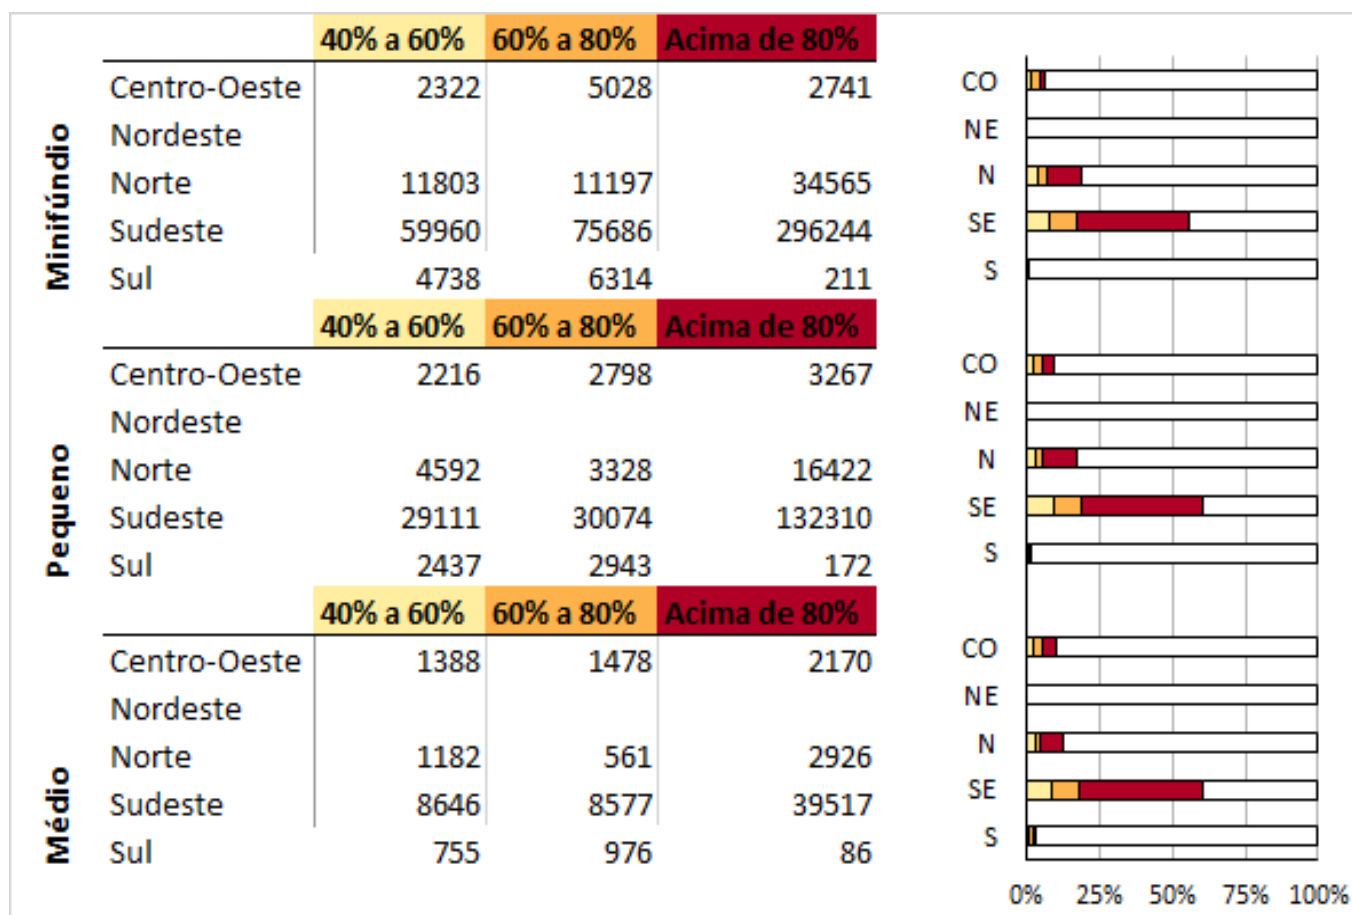 40% a 60% 60% a 80% Acima de 80%
Minifúndio
Centro-Oeste 2322 5028 2741
Nordeste
Norte 11803 11197 34565
Sudeste 59960 75686 296244
Sul 4738 6314 211
40% a 60% 60% a 80% Acima de 80%
Pequeno
Centro-Oeste 2216 2798 3267
Nordeste
Norte 4592 3328 16422
Sudeste 29111 30074 132310
Sul 2437 2943 172
40% a 60% 60% a 80% Acima de 80%
Médio
Centro-Oeste 1388 1478 2170
Nordeste
Norte 1182 561 2926
Sudeste 8646 8577 39517
Sul 755 976 86
CO
NE
N
SE
S
CO
NE
N
SE
S
CO
NE
N
SE
S
0% 25% 50% 75% 100%